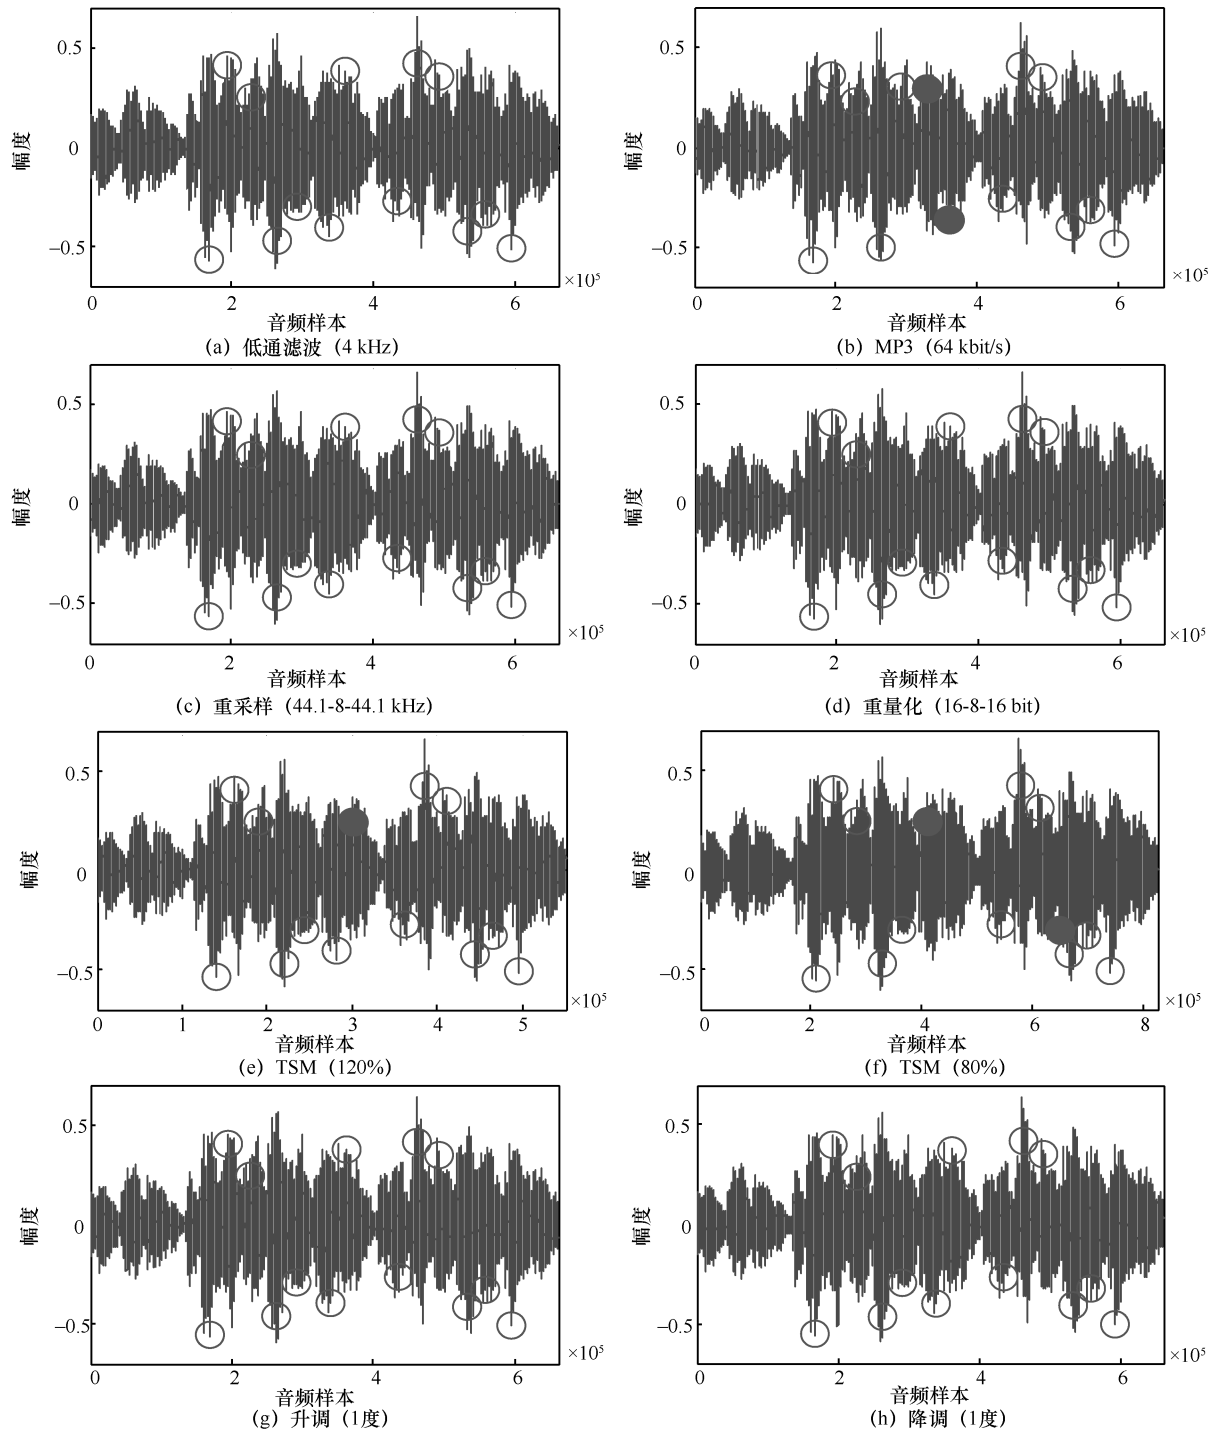 0.5 0.5
幅度 0 幅度 0
–0.5 –0.5
×10⁵ ×10⁵
0 2 4 6 0 2 4 6
音频样本 音频样本
（a）低通滤波（4 kHz） （b）MP3（64 kbit/s）
0.5 0.5
幅度 0 幅度 0
–0.5 –0.5
×10⁵ ×10⁵
0 2 4 6 0 2 4 6
音频样本 音频样本
（c）重采样（44.1-8-44.1 kHz） （d）重量化（16-8-16 bit）
0.5 0.5
幅度 0 幅度 0
–0.5 –0.5
×10⁵ ×10⁵
0 1 2 3 4 5 0 2 4 6 8
音频样本 音频样本
（e）TSM（120%） （f）TSM（80%）
0.5 0.5
幅度 0 幅度 0
–0.5 –0.5
×10⁵ ×10⁵
0 2 4 6 0 2 4 6
音频样本 音频样本
（g）升调（1度） （h）降调（1度）